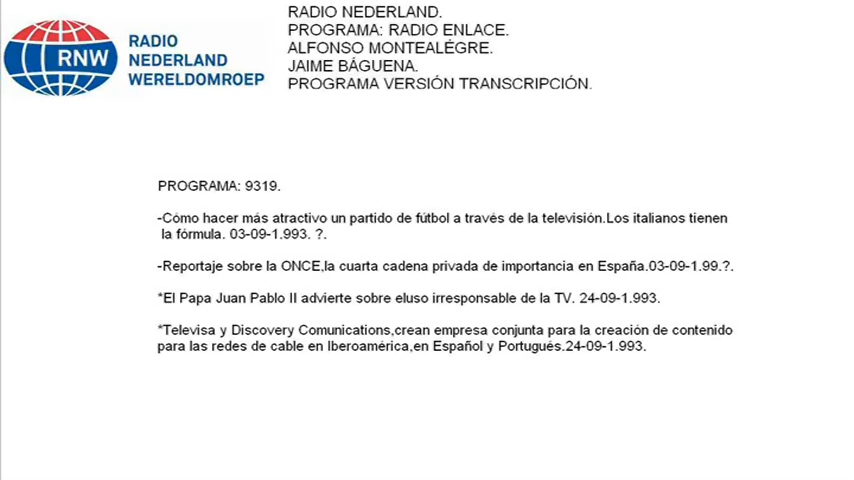 RNW
RADIO
NEDERLAND
WERELDOMROEP
RADIO NEDERLAND.
PROGRAMA: RADIO ENLACE.
ALFONSO MONTEALÉGRE.
JAIME BÁGUENA.
PROGRAMA VERSIÓN TRANSCRIPCIÓN.
PROGRAMA: 9319.
-Cómo hacer más atractivo un partido de fútbol a través de la televisión.Los italianos tienen
la fórmula. 03-09-1.993. ?.
-Reportaje sobre la ONCE,la cuarta cadena privada de importancia en España.03-09-1.99.?.
*El Papa Juan Pablo II advierte sobre eluso irresponsable de la TV. 24-09-1.993.
*Televisa y Discovery Comunications,crean empresa conjunta para la creación de contenido
para las redes de cable en Iberoamérica,en Español y Portugués.24-09-1.993.